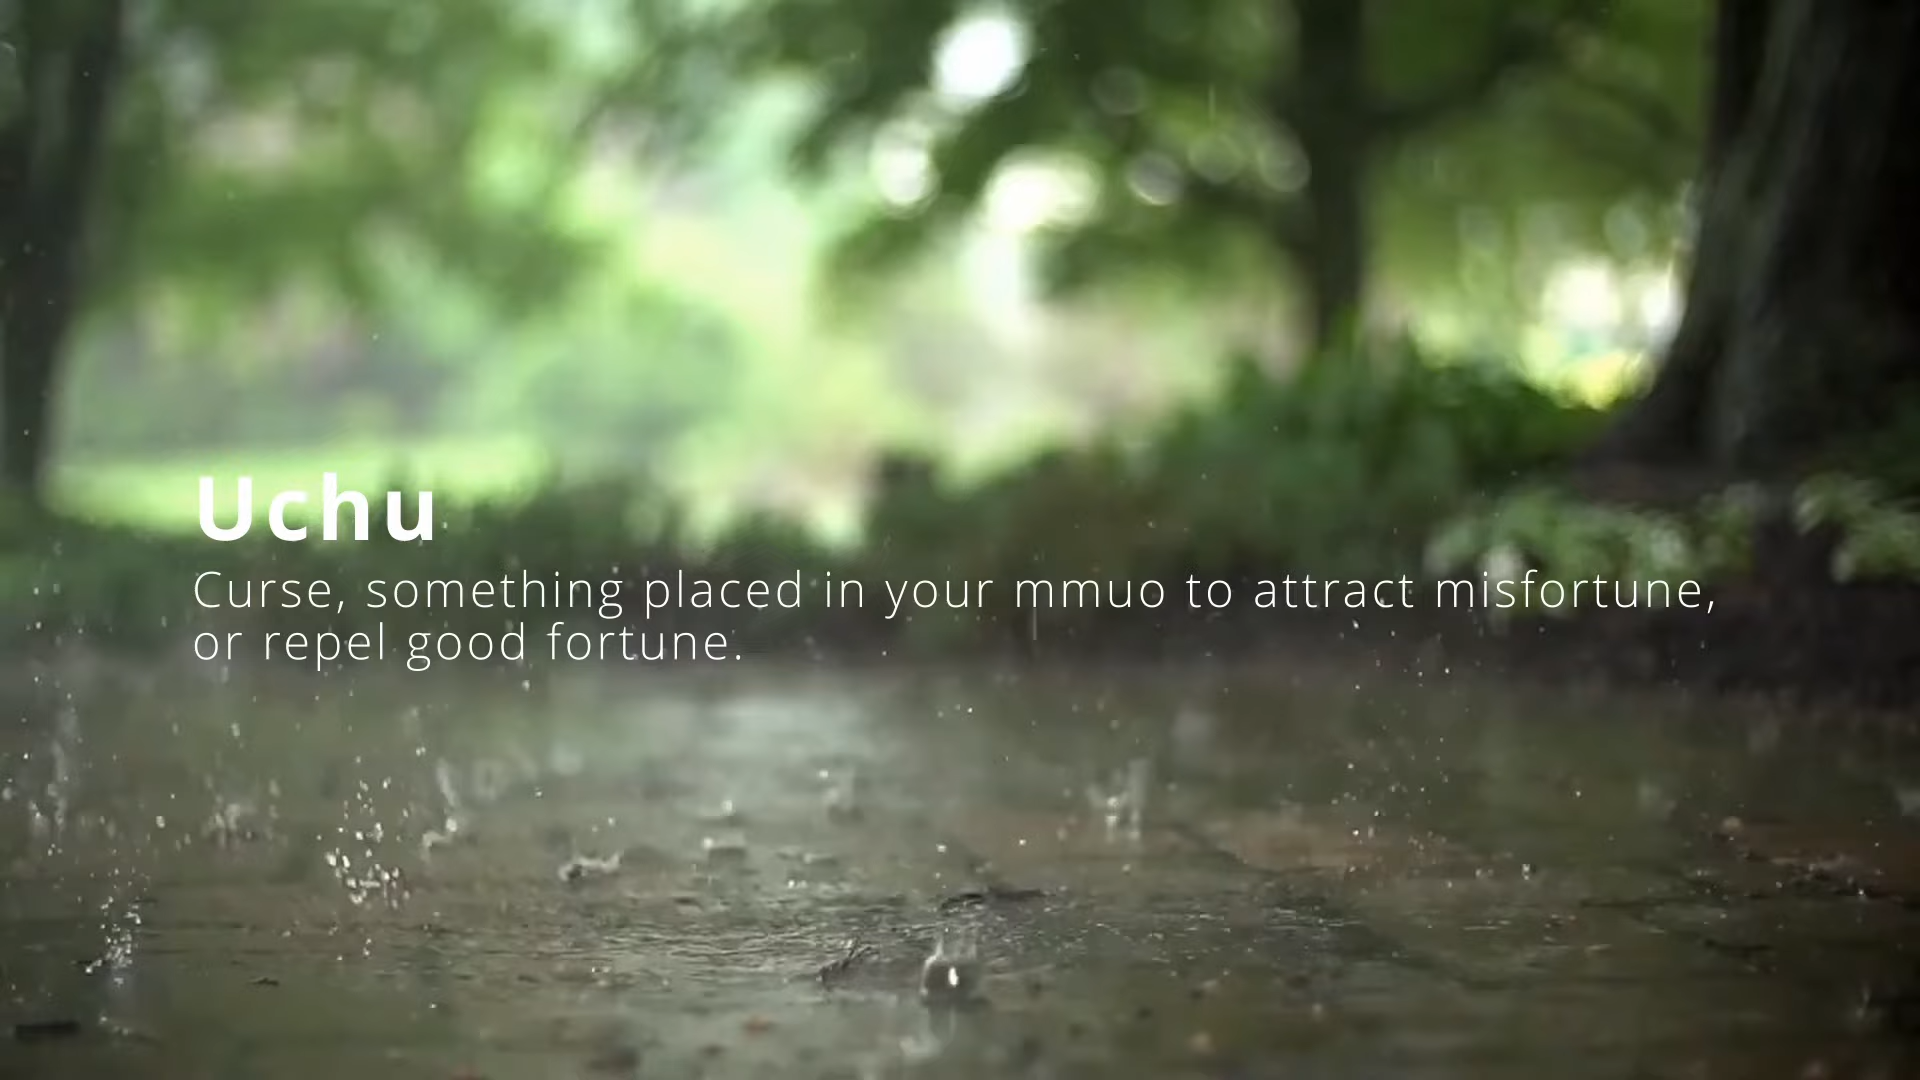 Uchu
Curse, something placed in your mmuo to attract misfortune,
or repel good fortune.